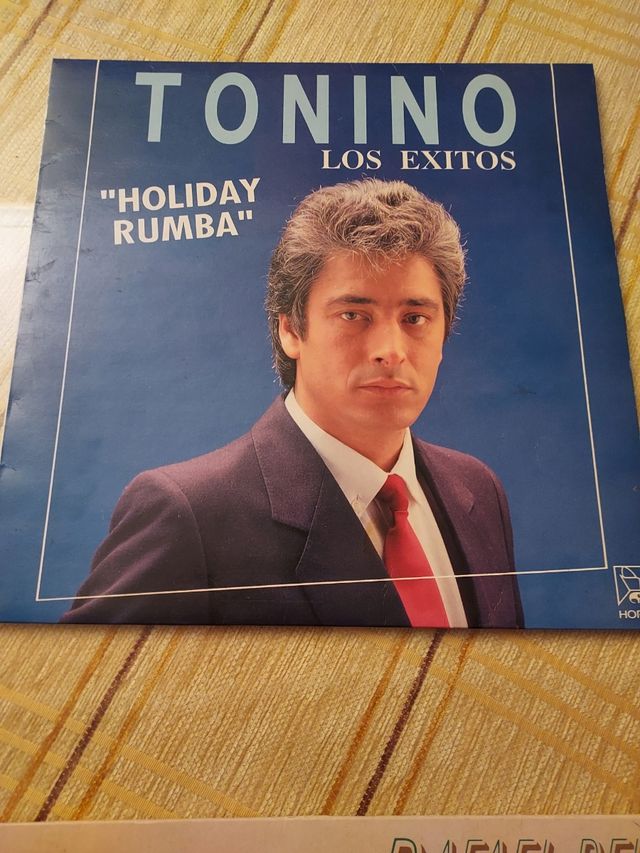 TONINO
LOS EXITOS
"HOLIDAY
RUMBA"